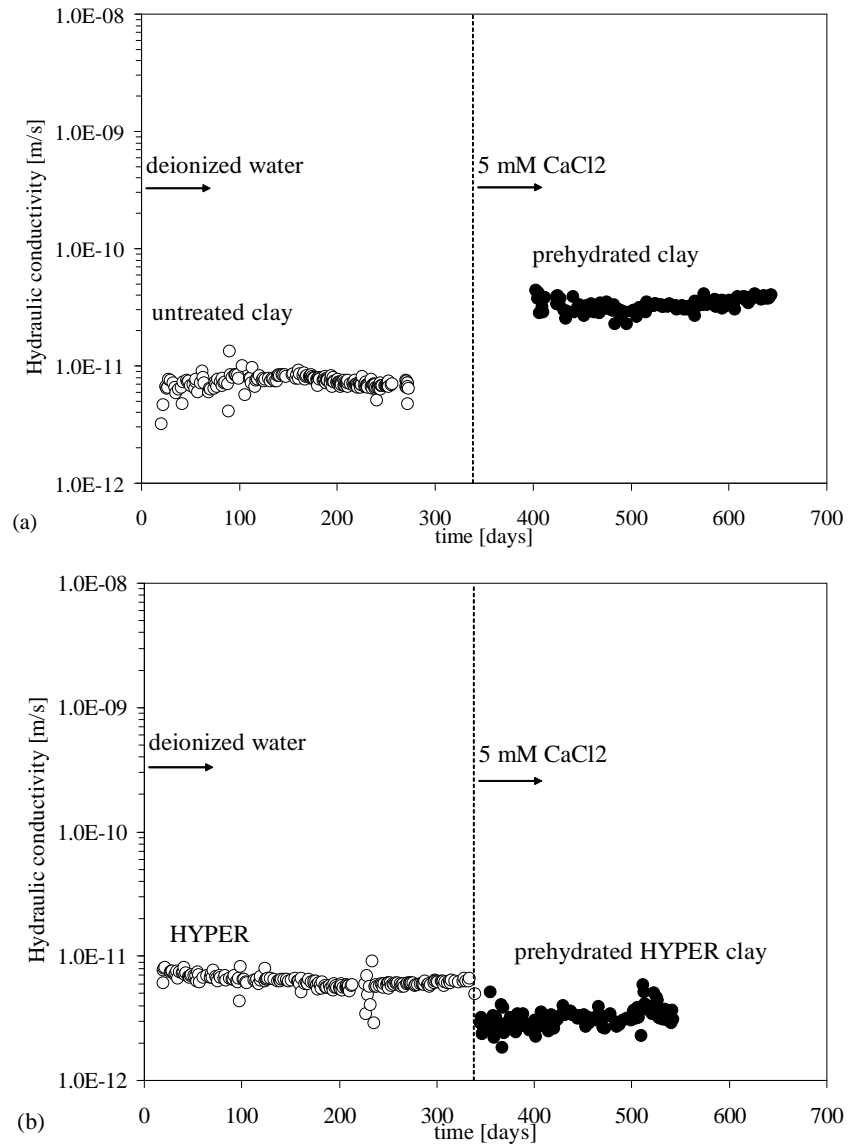 1.0E-08
1.0E-09
deionized water
5 mM CaCl2
1.0E-10
prehydrated clay
untreated clay
1.0E-11
1.0E-12
Hydraulic conductivity [m/s]
0 100 200 300 400 500 600 700
time [days]
(a)
1.0E-08
1.0E-09
deionized water
5 mM CaCl2
1.0E-10
HYPER
prehydrated HYPER clay
1.0E-11
1.0E-12
Hydraulic conductivity [m/s]
0 100 200 300 400 500 600 700
time [days]
(b)